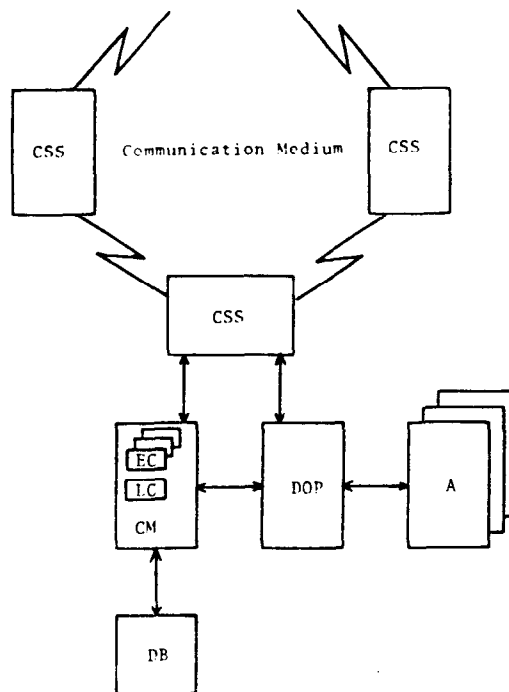 CSS
Communication Medium
CSS
CSS
EC
LC
CM
DOP
A
DB